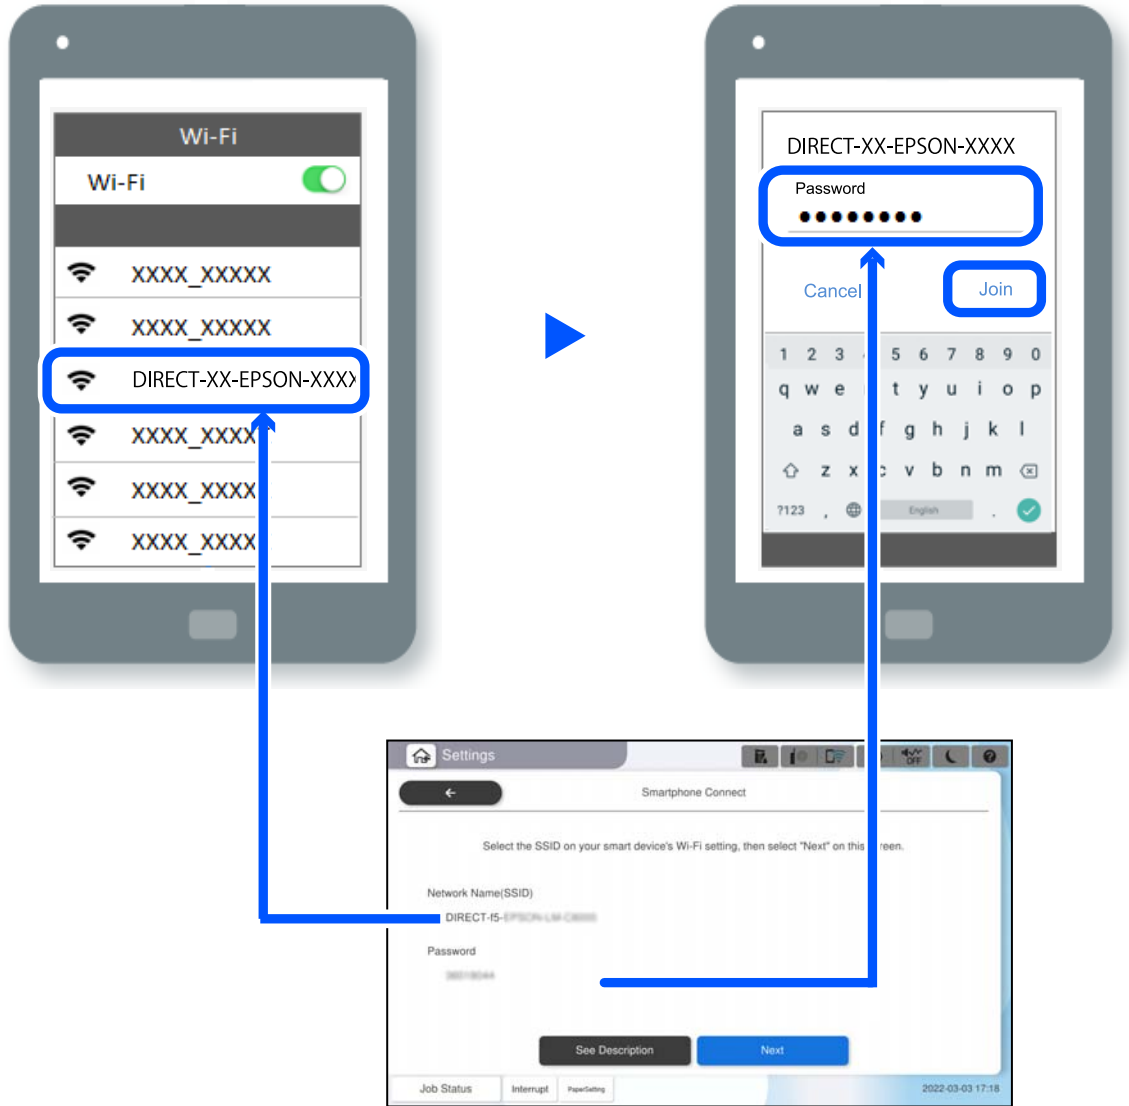 Wi-Fi
Wi-Fi
XXXX_XXXXX
XXXX_XXXXX
DIRECT-XX-EPSON-XXXX
XXXX_XXXX
XXXX_XXXX
XXXX_XXXX
DIRECT-XX-EPSON-XXXX
Password
●●●●●●●●
Cancel Join
1 2 3 5 6 7 8 9 0
q w e t y u i o p
a s d f g h j k l
z x c v b n m
?123 , English .
Settings
OFF
Smartphone Connect
Select the SSID on your smart device's Wi-Fi setting, then select "Next" on this
Network Name(SSID)
DIRECT-f5-
Password
See Description Next
Job Status Interrupt PaperSetting 2022-03-03 17:18